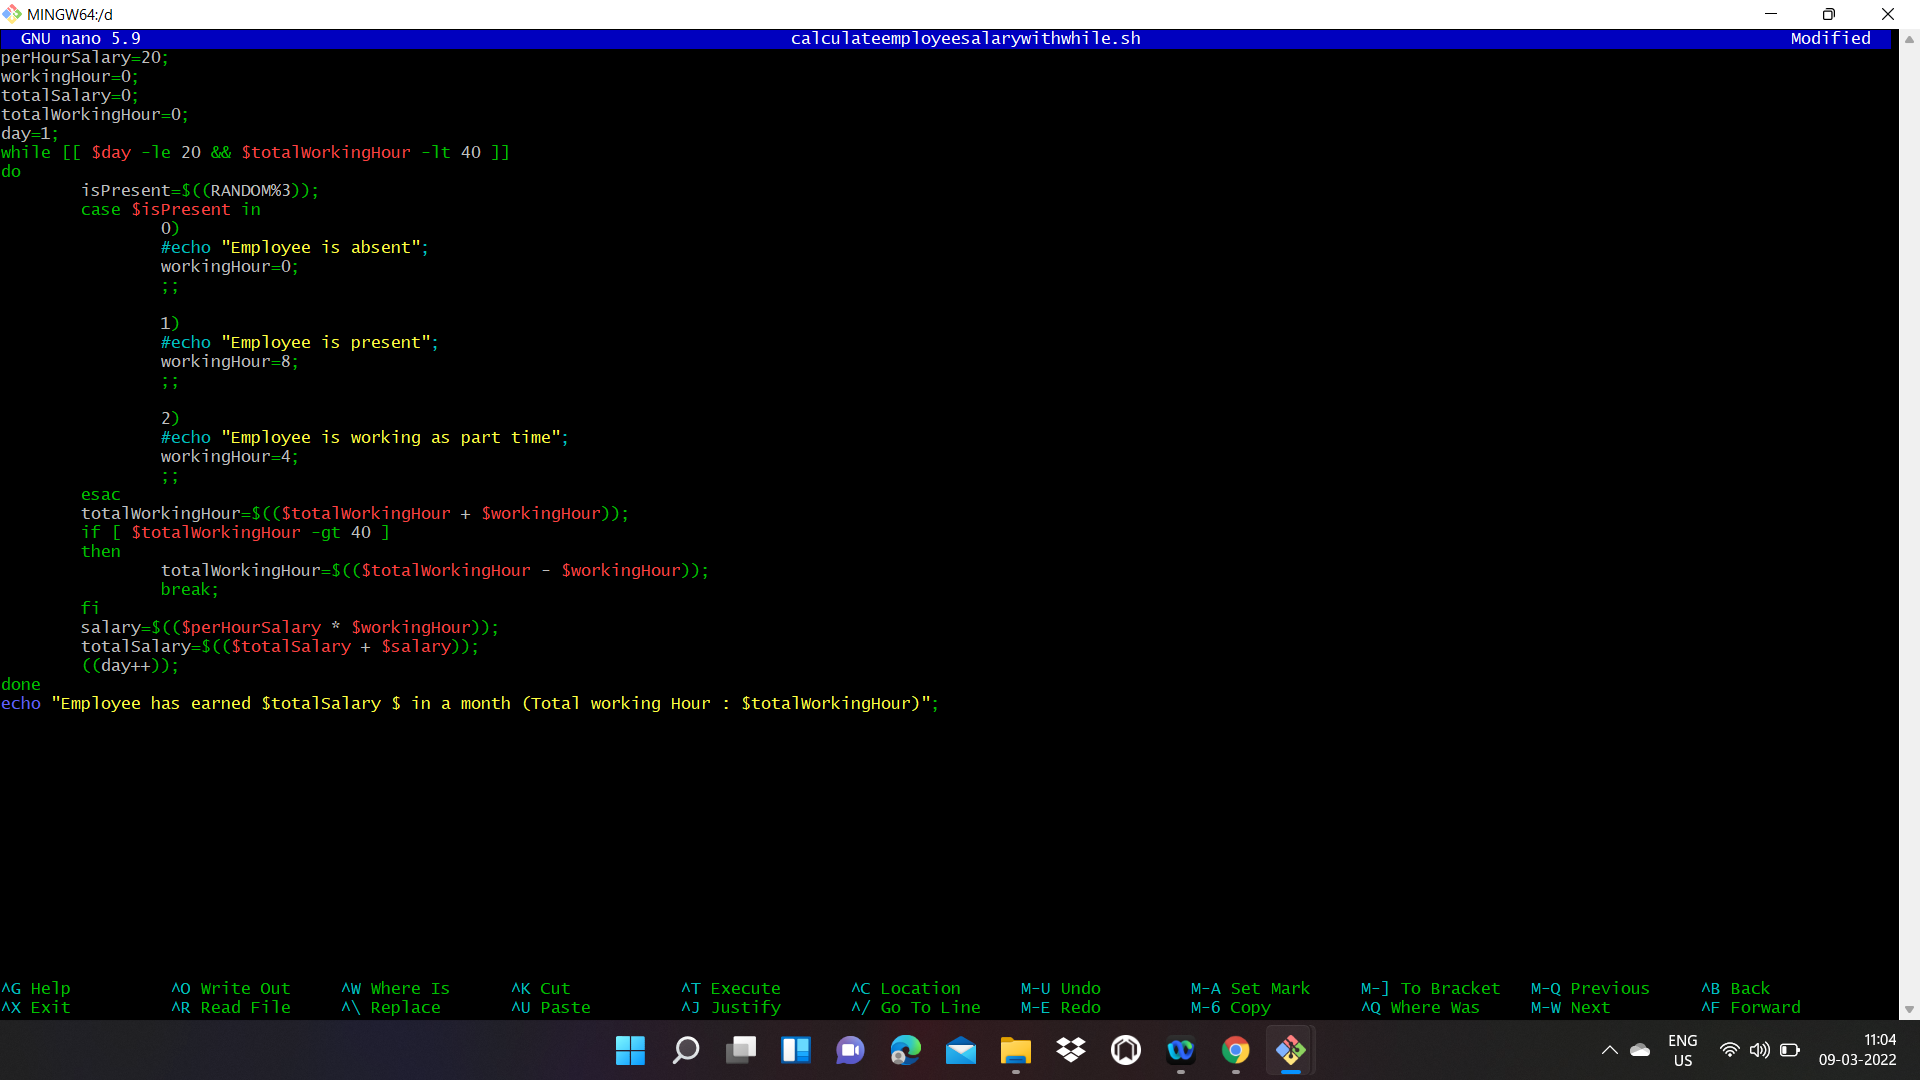 MINGW64:/d
GNU nano 5.9 calculateemployeesalarywithwhile.sh Modified
perHourSalary=20;
workingHour=0;
totalSalary=0;
totalWorkingHour=0;
day=1;
while [[ $day -le 20 && $totalWorkingHour -lt 40 ]]
do
        isPresent=$((RANDOM%3));
        case $isPresent in
                0)
                #echo "Employee is absent";
                workingHour=0;
                ;;

                1)
                #echo "Employee is present";
                workingHour=8;
                ;;

                2)
                #echo "Employee is working as part time";
                workingHour=4;
                ;;
        esac
        totalWorkingHour=$(($totalWorkingHour + $workingHour));
        if [ $totalWorkingHour -gt 40 ]
        then
                totalWorkingHour=$(($totalWorkingHour - $workingHour));
                break;
        fi
        salary=$(($perHourSalary * $workingHour));
        totalSalary=$(($totalSalary + $salary));
        ((day++));
done
echo "Employee has earned $totalSalary $ in a month (Total working Hour : $totalWorkingHour)";
^G Help ^O Write Out ^W Where Is ^K Cut ^T Execute ^C Location M-U Undo M-A Set Mark M-] To Bracket M-Q Previous ^B Back
^X Exit ^R Read File ^\ Replace ^U Paste ^J Justify ^/ Go To Line M-E Redo M-6 Copy ^Q Where Was M-W Next ^F Forward
ENG
US
11:04
09-03-2022